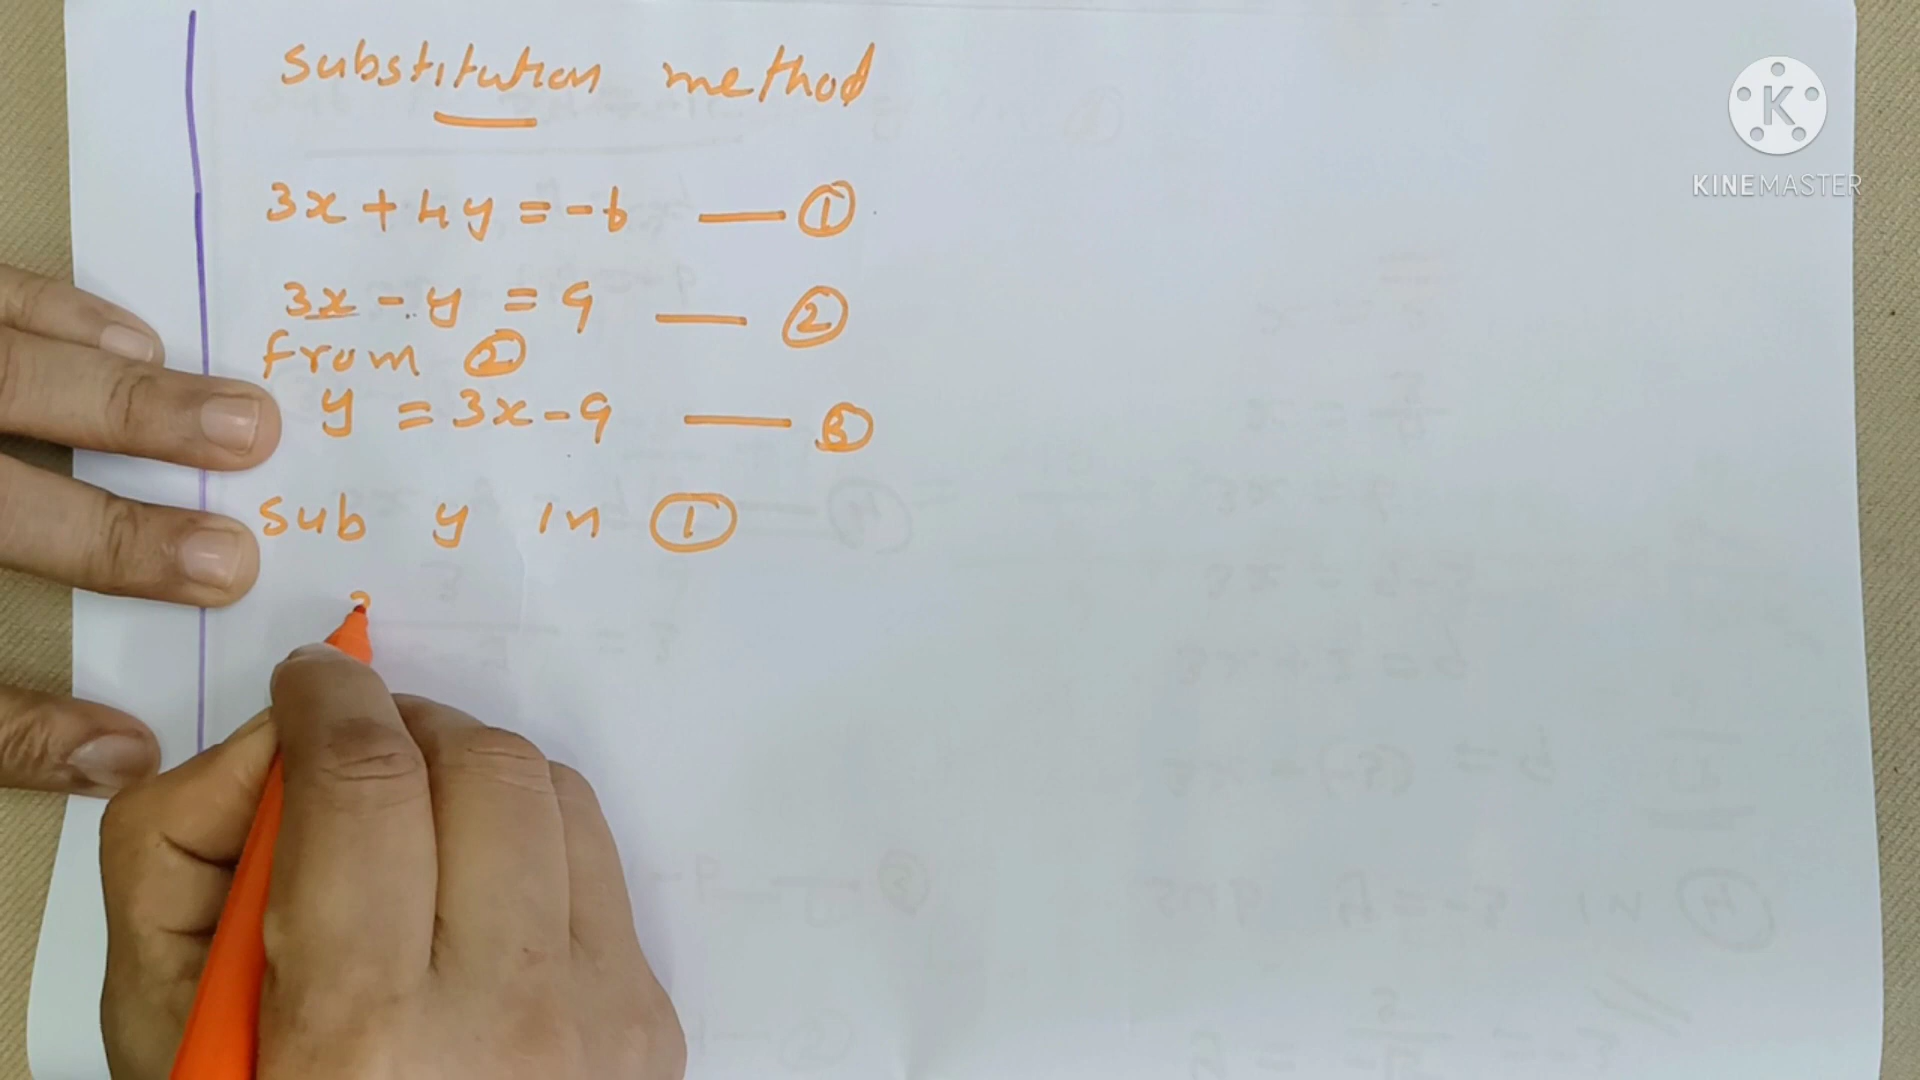 substitution method
3x + 4y = -6 — ①
3x - y = 9 — ②
from ②
y = 3x - 9 — ③
sub y in ①
K
KINEMASTER